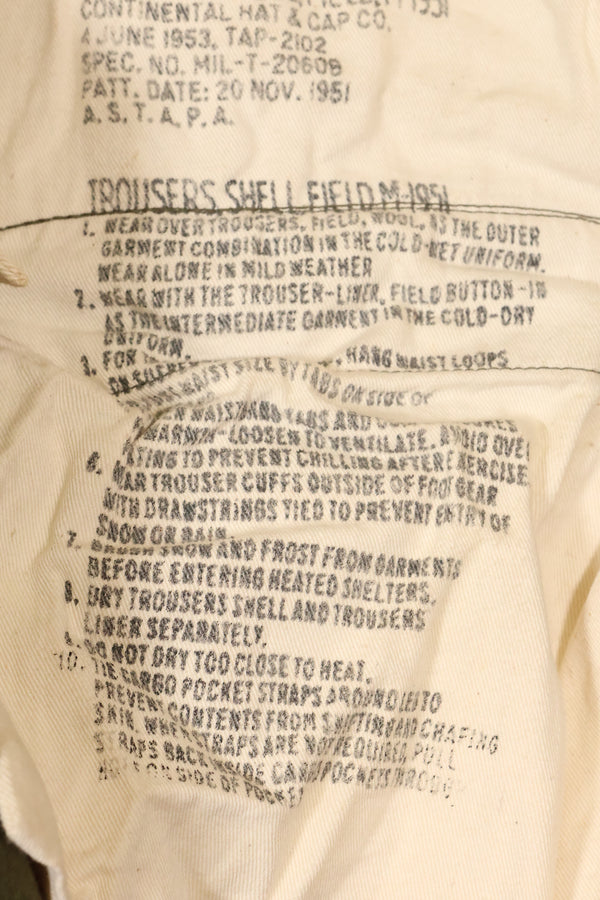 CONTINENTAL HAT & CAP CO.
4 JUNE 1953, TAP-2102
SPEC. NO. MIL-T-20609
PATT. DATE: 20 NOV. 1951
A.S.T.A.P.A.
TROUSERS SHELL FIELD M-1951
1. WEAR OVER TROUSERS, FIELD, WOOL, AS THE OUTER
GARMENT COMBINATION IN THE COLD-WET UNIFORM.
WEAR ALONE IN MILD WEATHER
2. WEAR WITH THE TROUSER-LINER, FIELD BUTTON-IN
AS THE INTERMEDIATE GARMENT IN THE COLD-DRY
UNIFORM.
3. FOR , HANG WAIST LOOPS
ON
WAIST SIZE BY TABS ON SIDE OF
TABS AND
WARM-LOOSEN TO VENTILATE. AVOID OVER
TING TO PREVENT CHILLING AFTER EXERCISE.
6. WEAR TROUSER CUFFS OUTSIDE OF FOOTGEAR
WITH DRAWSTRINGS TIED TO PREVENT ENTRY OF
SNOW OR RAIN.
7. BRUSH SNOW AND FROST FROM GARMENTS
BEFORE ENTERING HEATED SHELTERS.
8. DRY TROUSERS SHELL AND TROUSERS
LINER SEPARATELY.
9. DO NOT DRY TOO CLOSE TO HEAT.
10. TIE CARGO POCKET STRAPS AROUND LEG TO
PREVENT CONTENTS FROM SHIFTING AND CHAFING
SKIN. WHEN STRAPS ARE NOT REQUIRED, PULL
STRAPS BACK INSIDE CARGO POCKETS THROUGH
HOLE ON SIDE OF POCKET